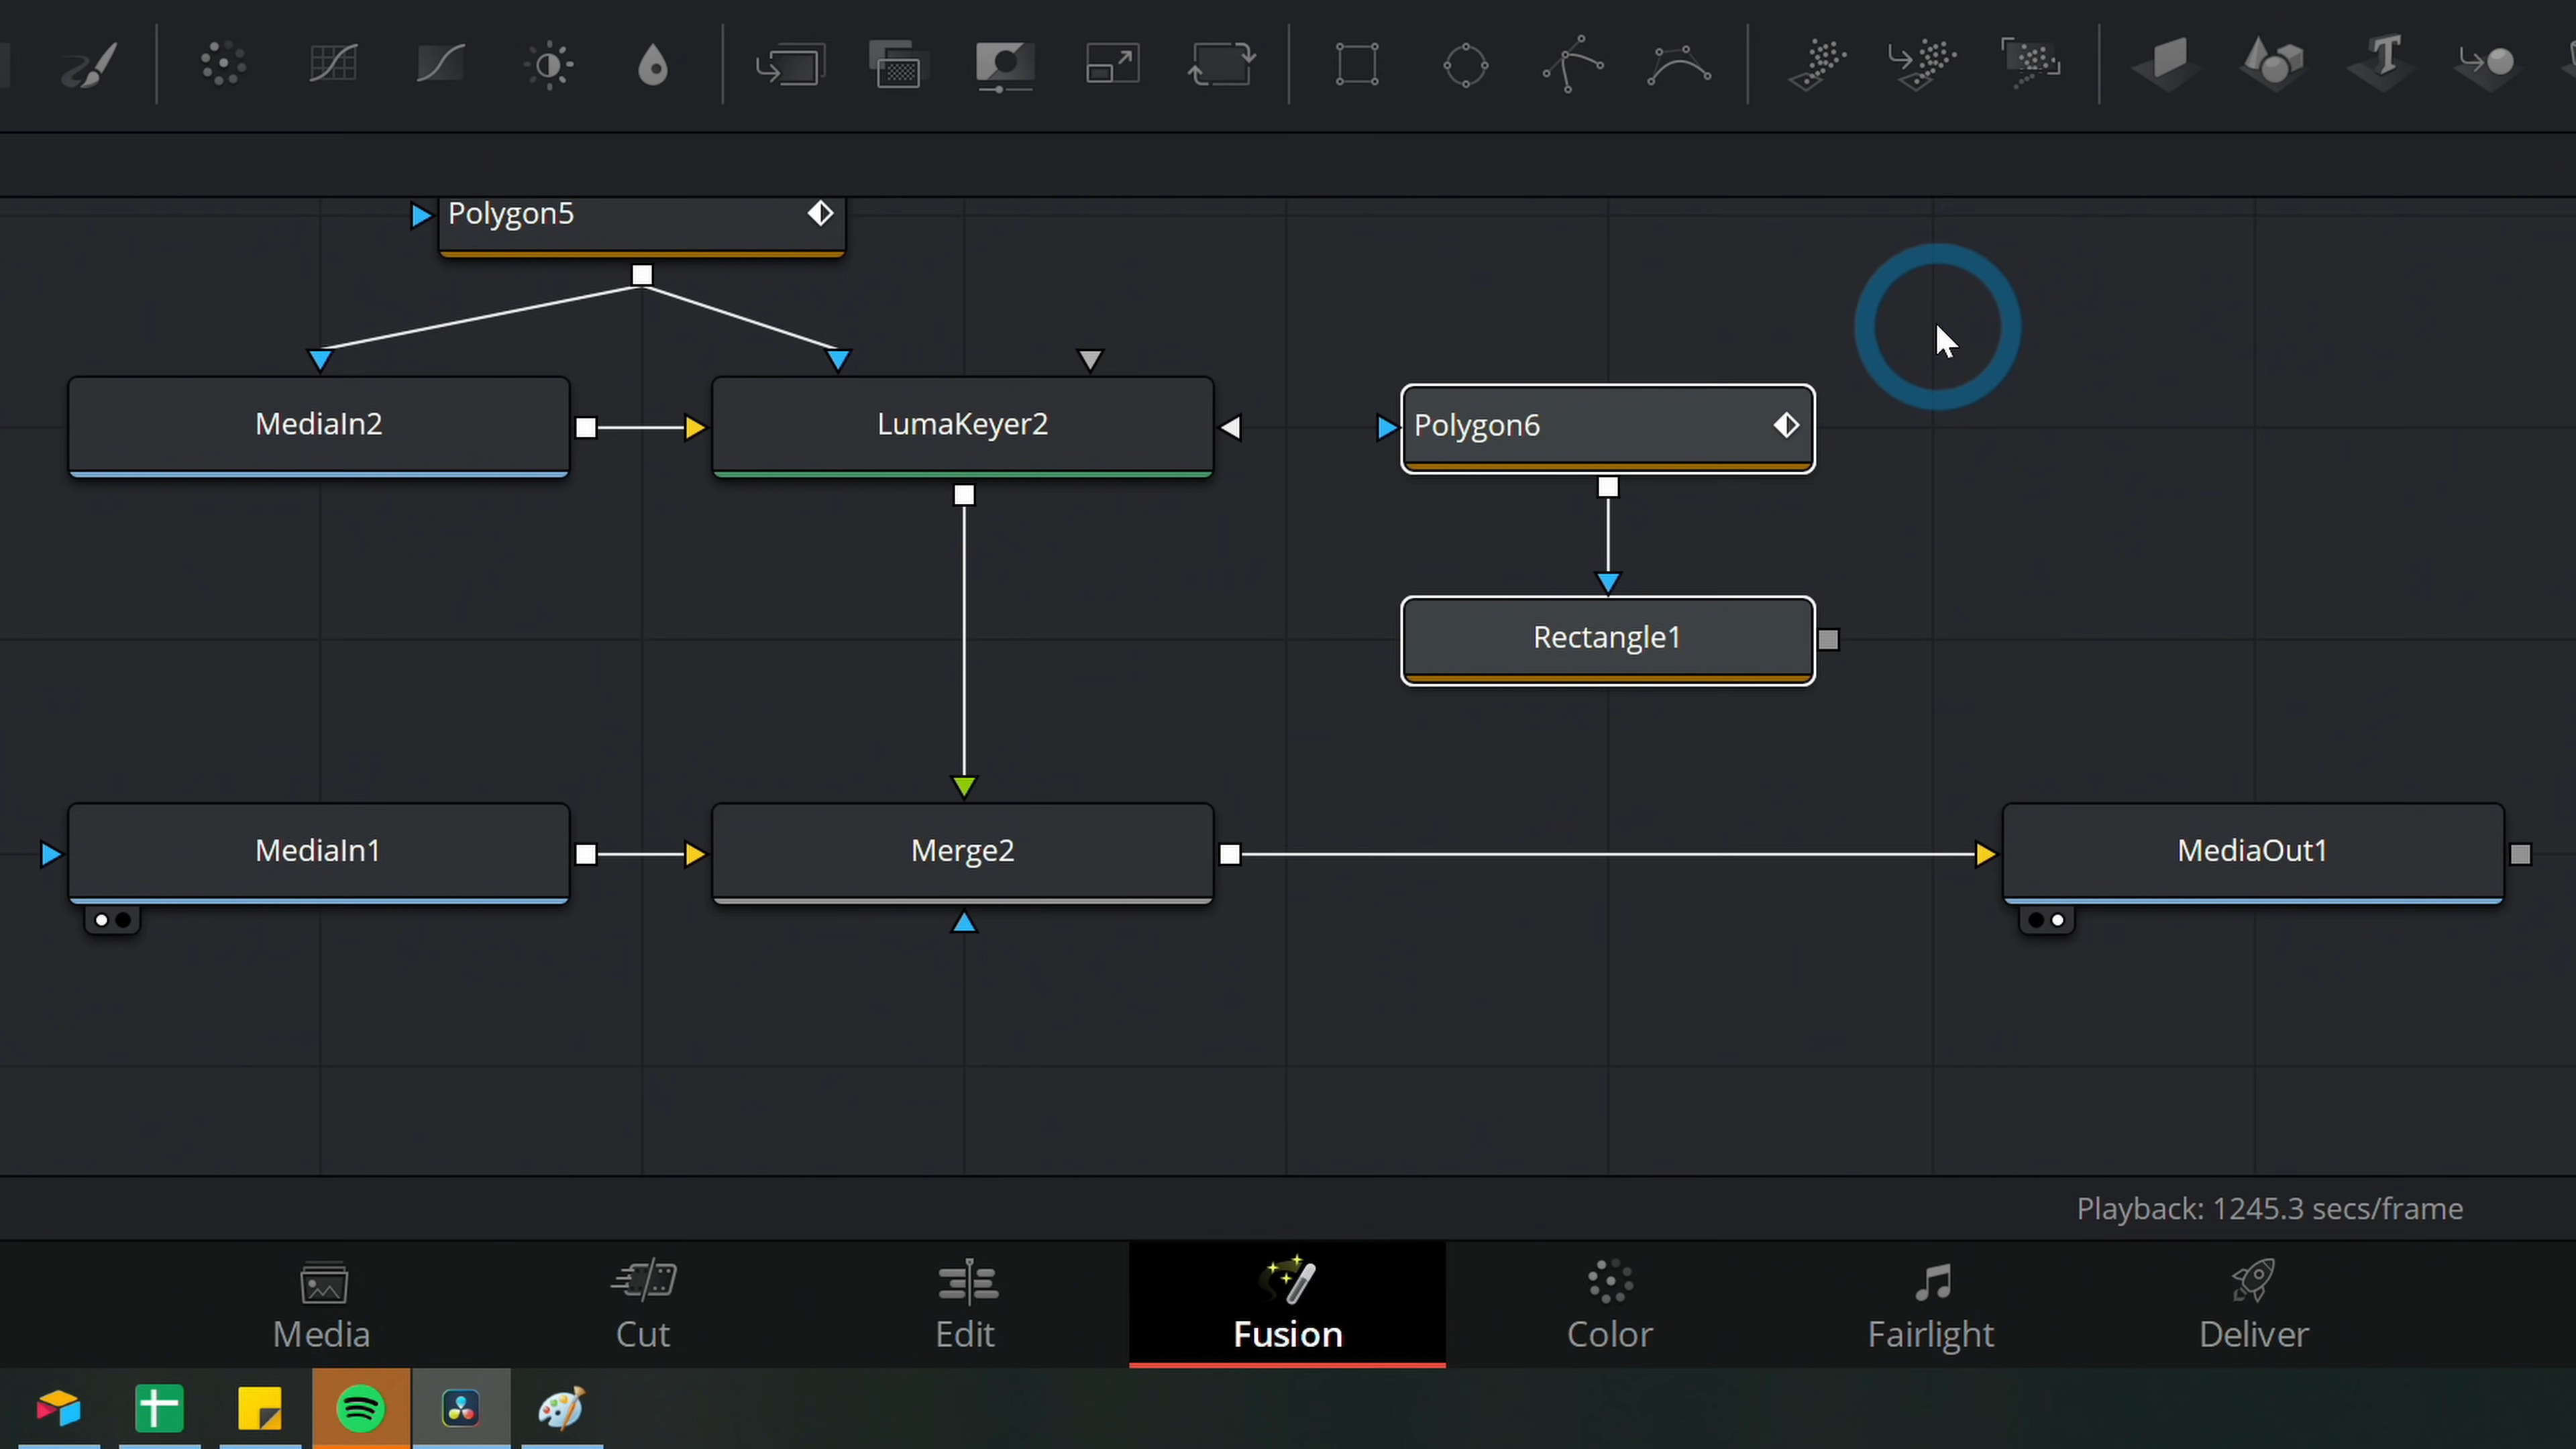 Polygon5
MediaIn2
LumaKeyer2
Polygon6
Rectangle1
MediaIn1
Merge2
MediaOut1
Playback: 1245.3 secs/frame
Media
Cut
Edit
Fusion
Color
Fairlight
Deliver